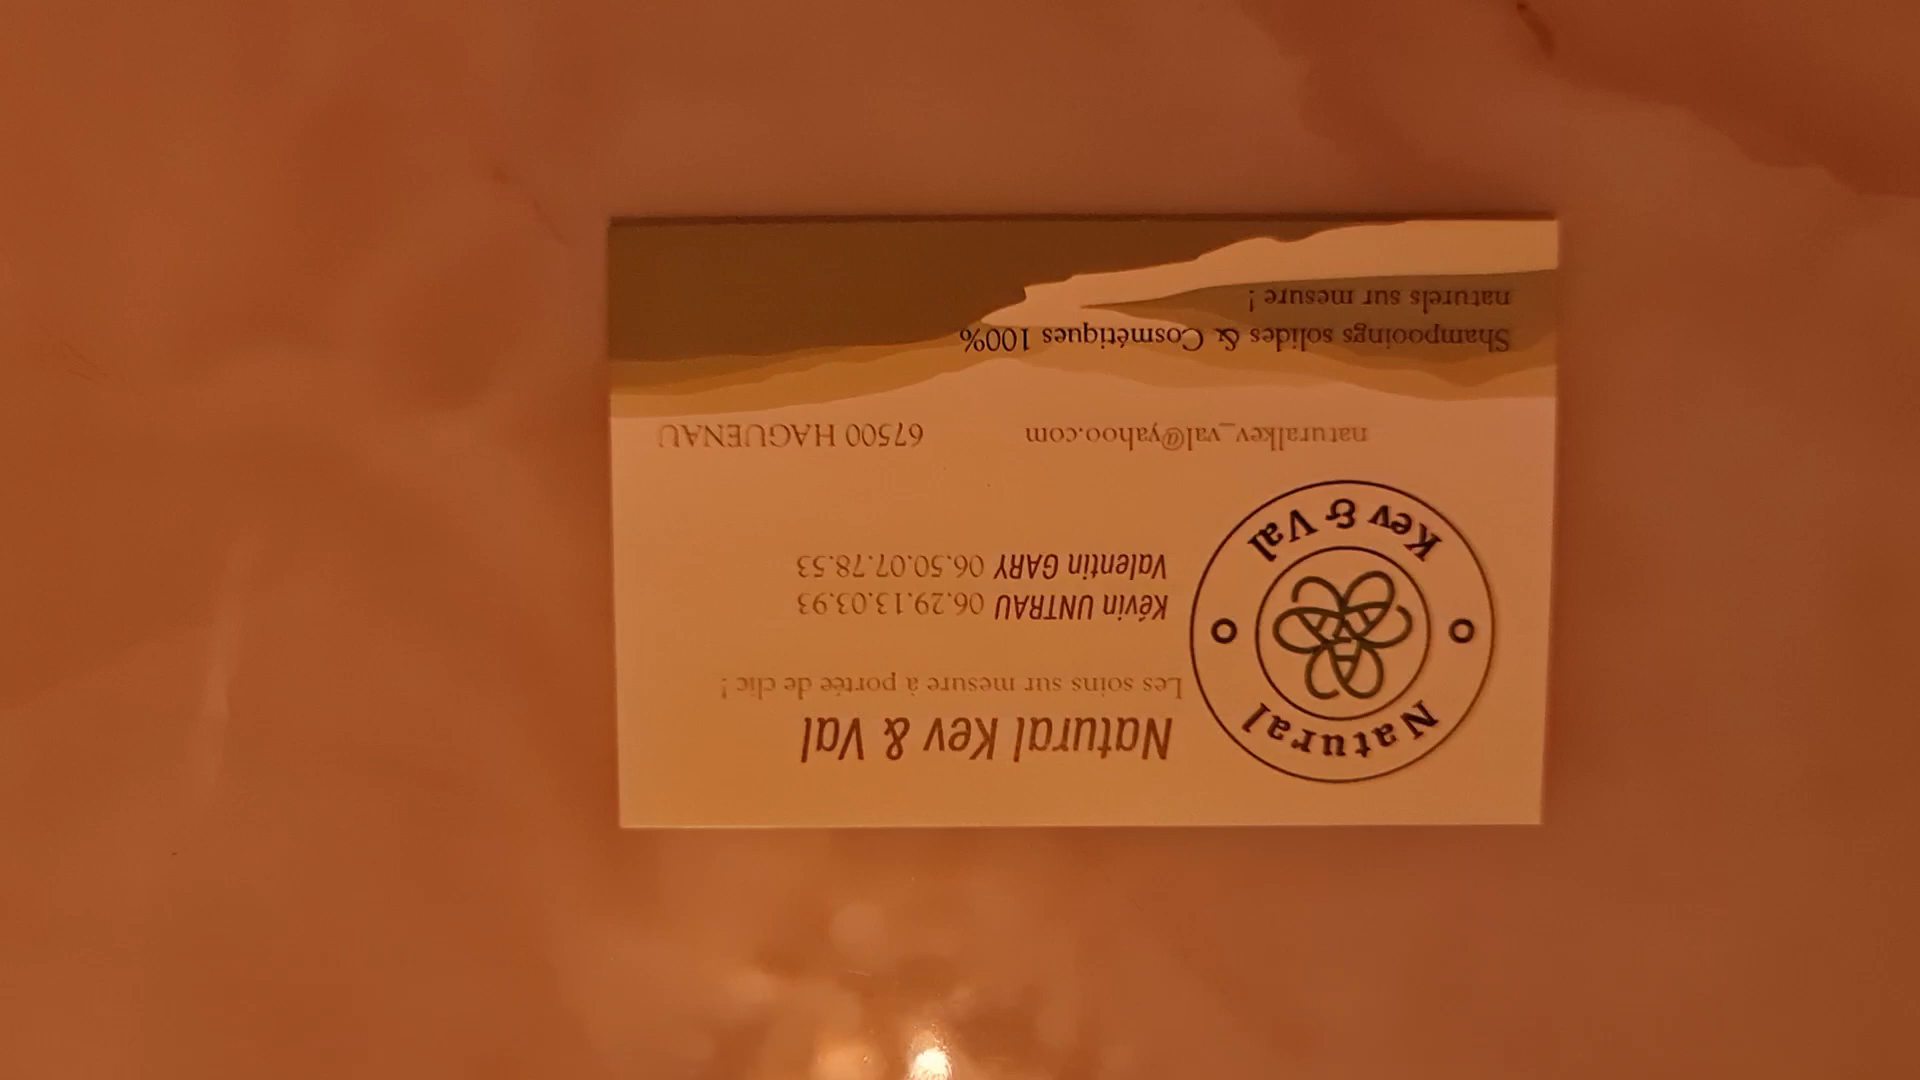 Natural
Kev & Val
Natural Kev & Val
Les soins sur mesure à portée de clic !
Kévin UNTRAU 06.29.13.03.93
Valentin GARY 06.50.07.78.53
naturalkev_val@yahoo.com
67500 HAGUENAU
Shampooings solides & Cosmétiques 100%
naturels sur mesure !